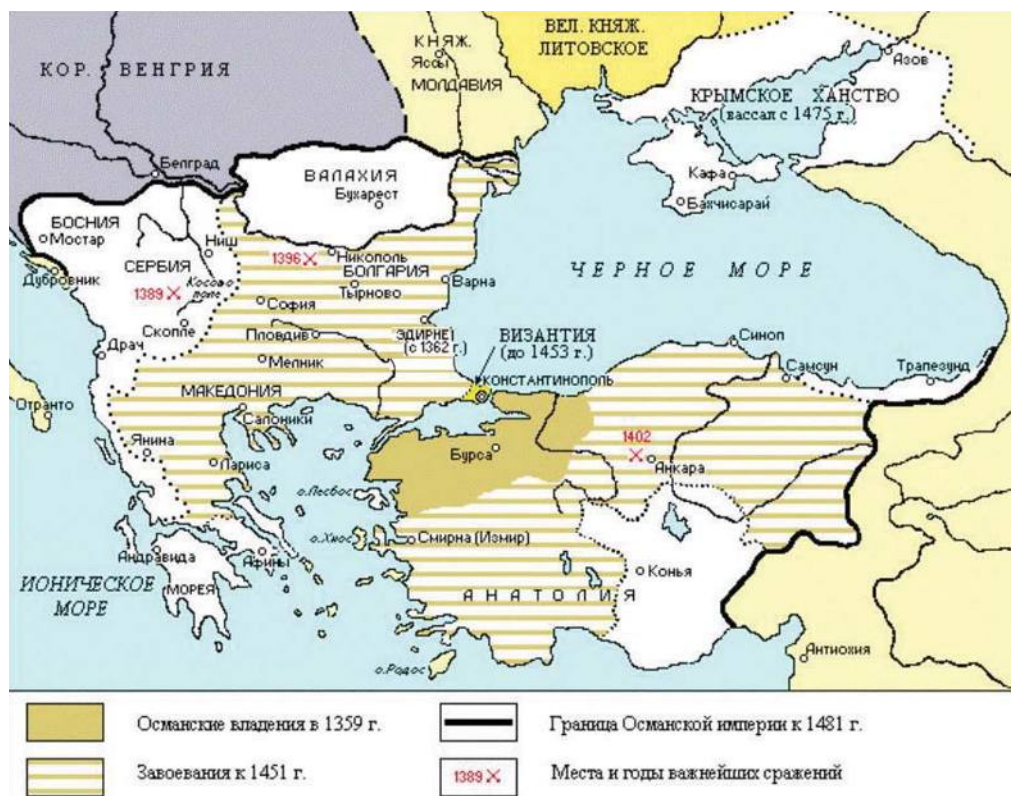 ВЕЛ. КНЯЖ.
ЛИТОВСКОЕ
КНЯЖ.
Яссы
МОЛДАВИЯ
КОР. ВЕНГРИЯ
Азов
КРЫМСКОЕ ХАНСТВО
(вассал с 1475 г.)
Кафа
Бахчисарай
Белград
ВАЛАХИЯ
Бухарест
БОСНИЯ
Мостар
Ниш
СЕРБИЯ
Дубровник
1389
Косово
поле
Скопле
Драч
1396
Никополь
БОЛГАРИЯ
Тырново
Варна
София
ЧЕРНОЕ МОРЕ
Пловдив
ЭДИРНЕ
(с 1362 г.)
ВИЗАНТИЯ
(до 1453 г.)
Мелник
КОНСТАНТИНОПОЛЬ
Синоп
Самсун
Трапезунд
МАКЕДОНИЯ
Салоники
Отранто
Янина
Лариса
Бурса
1402
Анкара
о.Лесбос
о.Хиос
Смирна (Измир)
Андравида
Афины
МОРЕЯ
ИОНИЧЕСКОЕ
МОРЕ
Конья
АНАТОЛИЯ
о.Родос
Антиохия
Османские владения в 1359 г.
Граница Османской империи к 1481 г.
Завоевания к 1451 г.
1389
Места и годы важнейших сражений